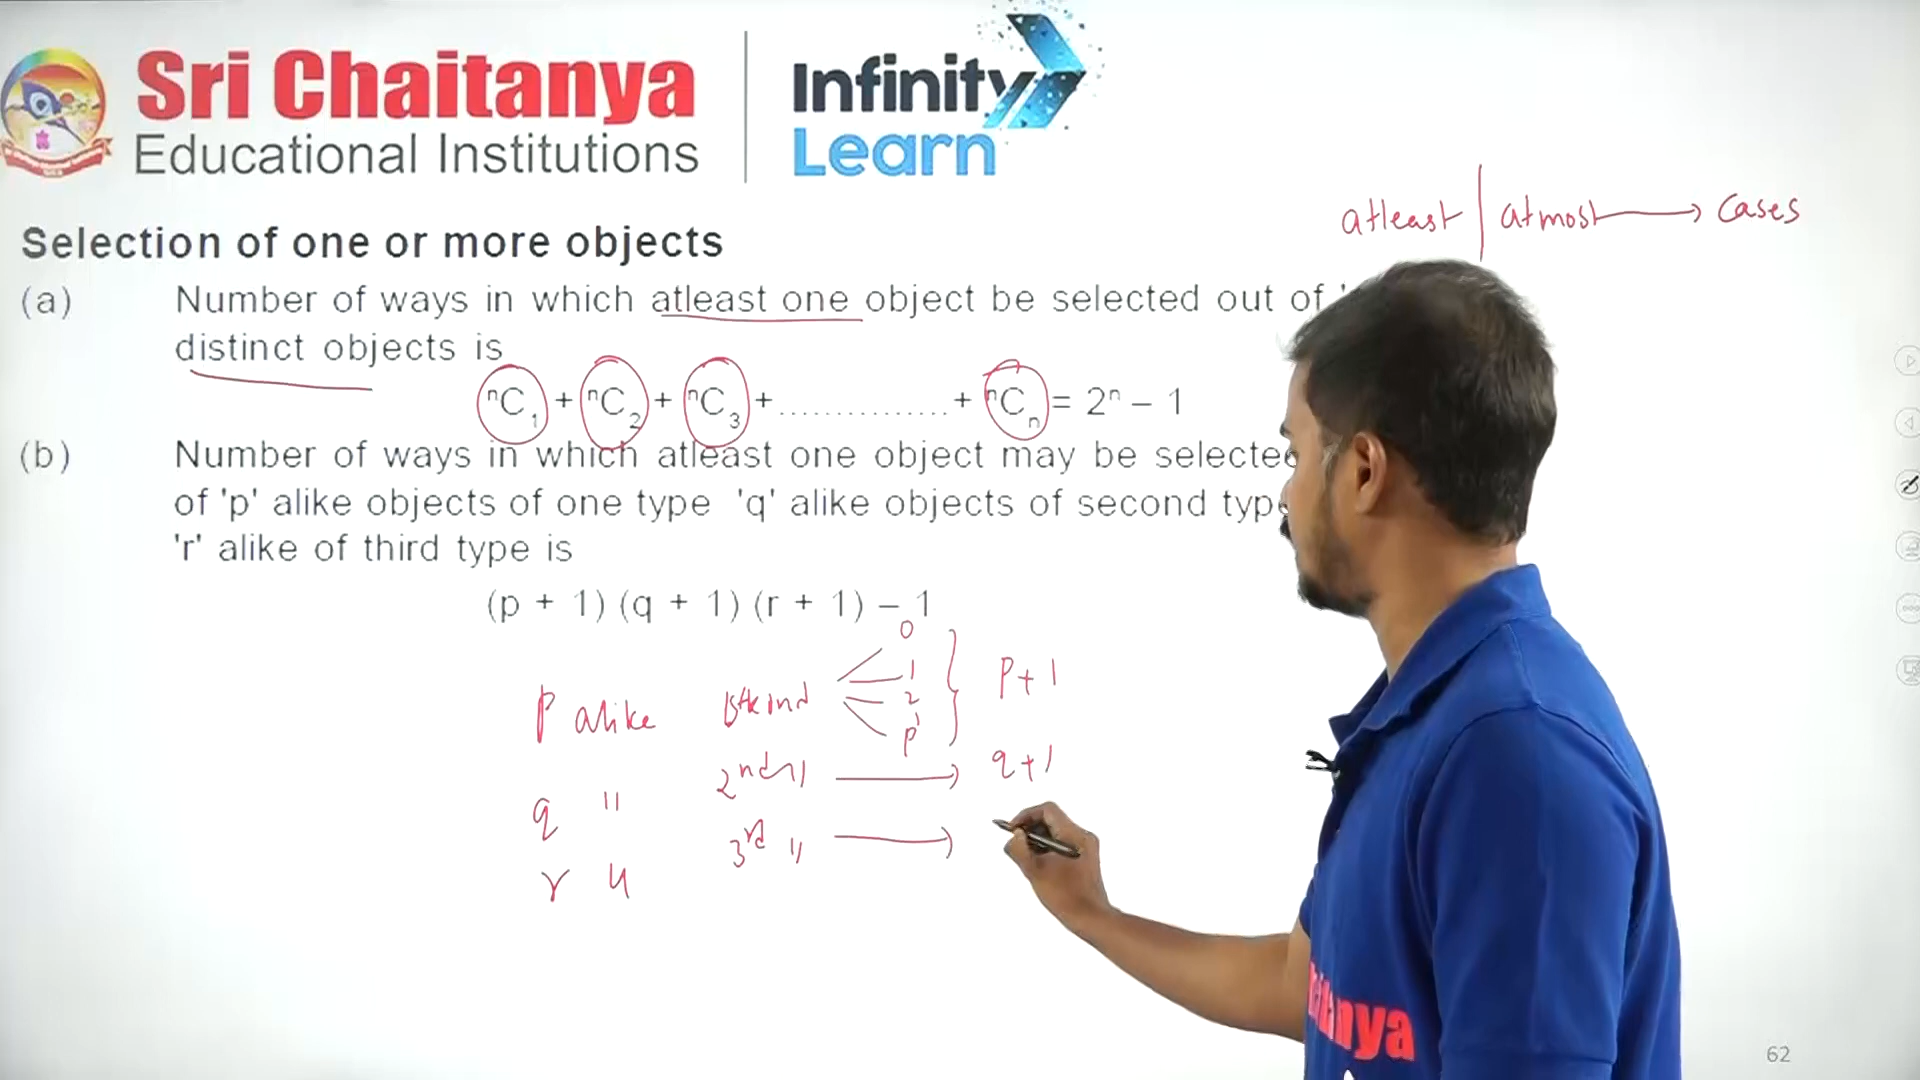 Sri Chaitanya
Educational Institutions
Infinity
Learn
atleast | atmost → cases
Selection of one or more objects
(a) Number of ways in which atleast one object be selected out of
distinct objects is
ⁿC₁ + ⁿC₂ + ⁿC₃ + ............... + ⁿCₙ = 2ⁿ – 1
(b) Number of ways in which atleast one object may be selected
of 'p' alike objects of one type 'q' alike objects of second type
'r' alike of third type is
(p + 1) (q + 1) (r + 1) – 1
0
1
2
p
p+1
p alike 1st kind
q " 2nd " → q+1
r " 3rd " →
62